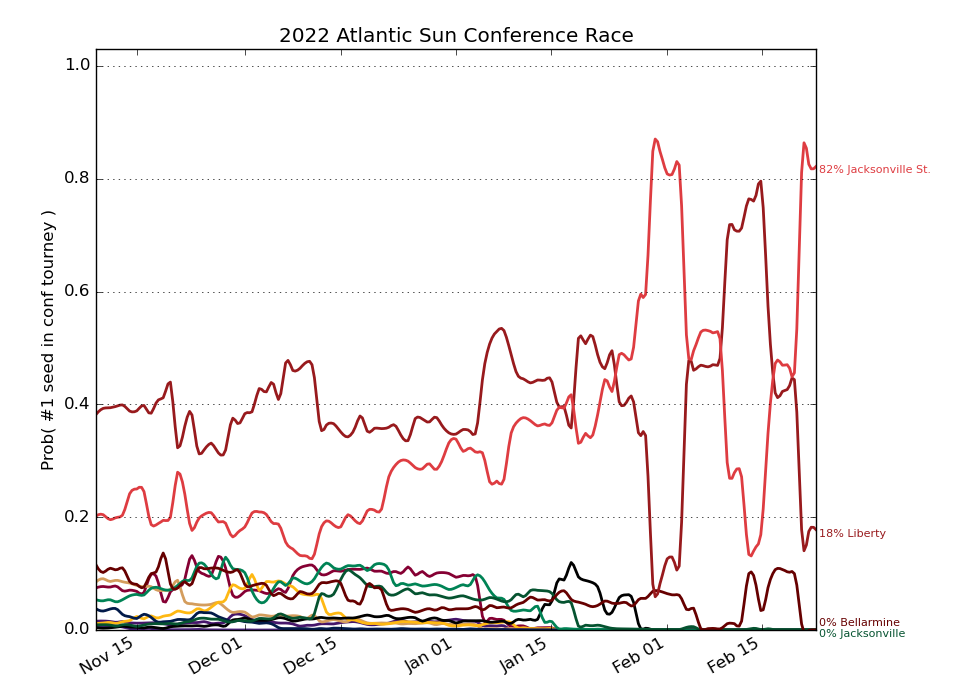 2022 Atlantic Sun Conference Race
Prob( #1 seed in conf tourney )
1.0
0.8
0.6
0.4
0.2
0.0
82% Jacksonville St.
18% Liberty
0% Bellarmine
0% Jacksonville
Nov 15
Dec 01
Dec 15
Jan 01
Jan 15
Feb 01
Feb 15